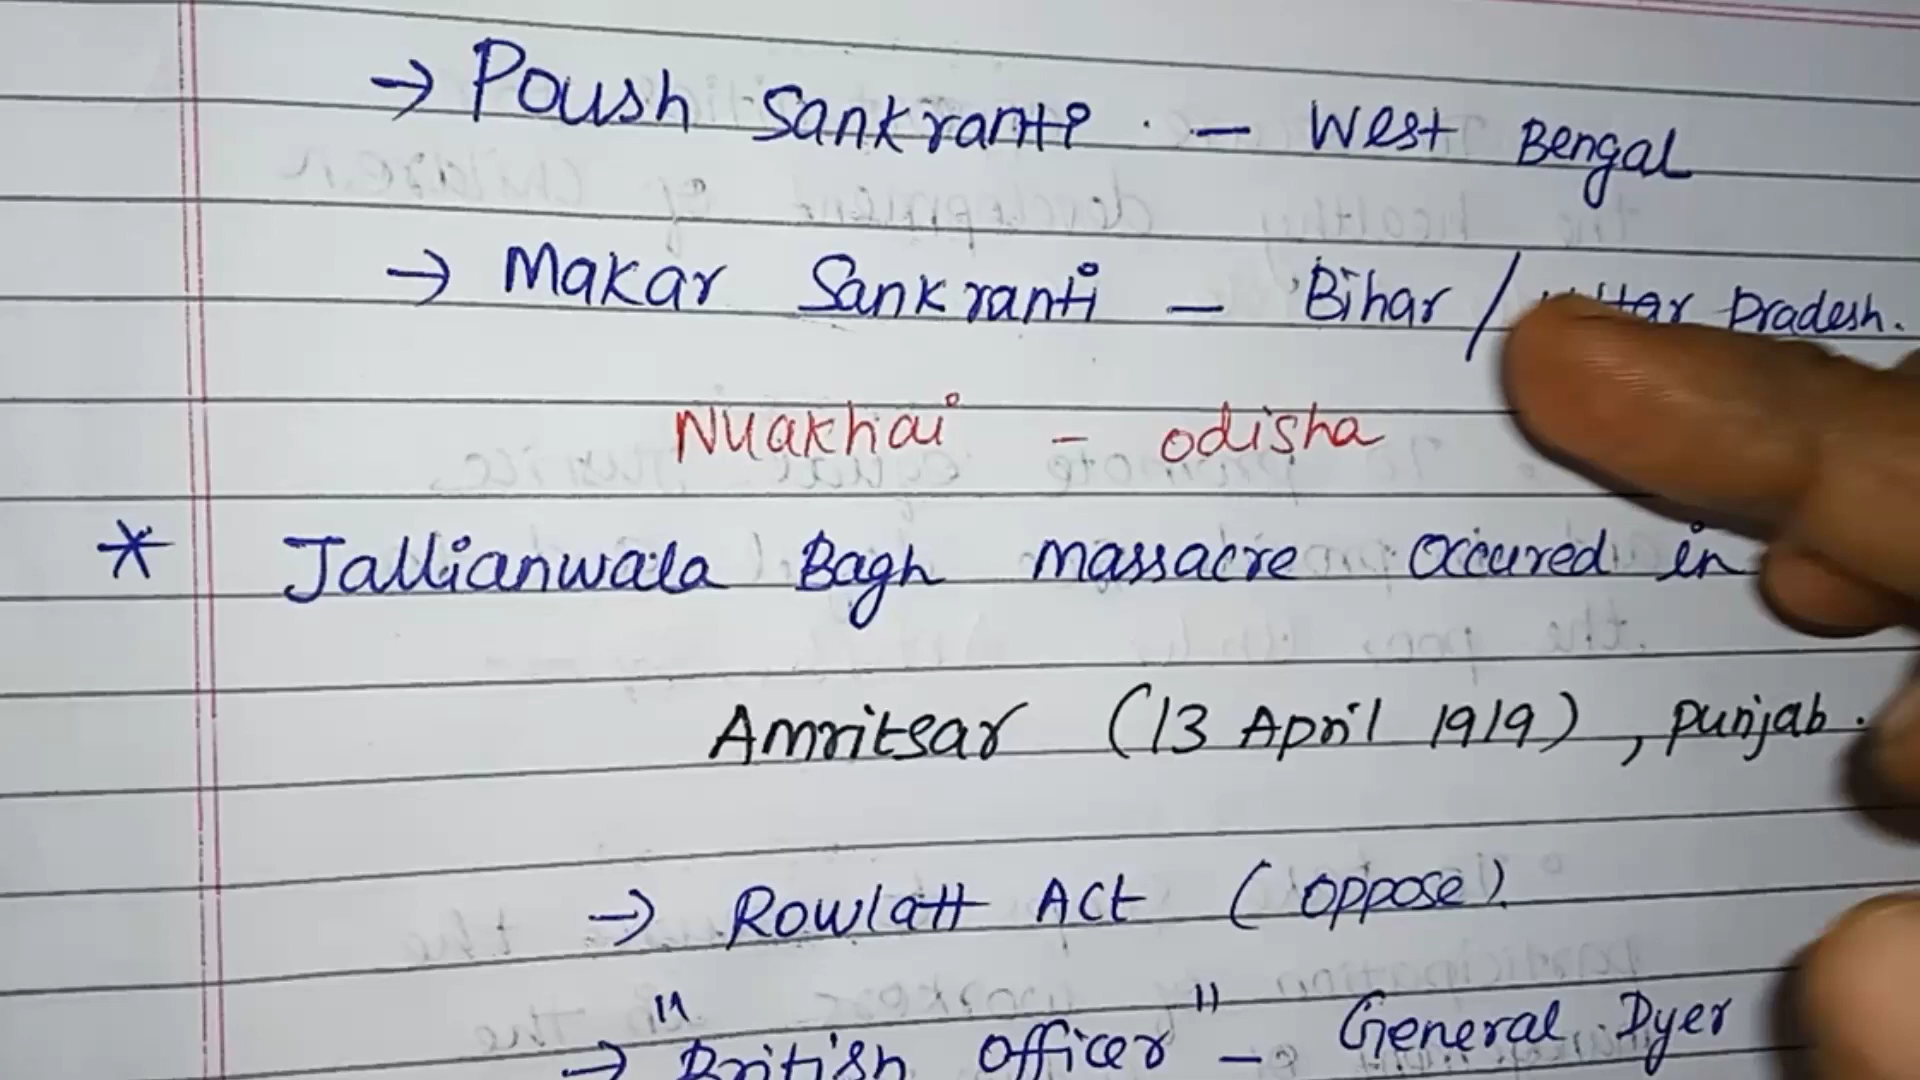 → Poush Sankranti - West Bengal
→ Makar Sankranti - Bihar / Uttar Pradesh.
Nuakhai - odisha
* Jallianwala Bagh massacre occured in
Amritsar (13 April 1919), punjab.
→ Rowlatt Act (oppose)
→ "British Officer" - General Dyer